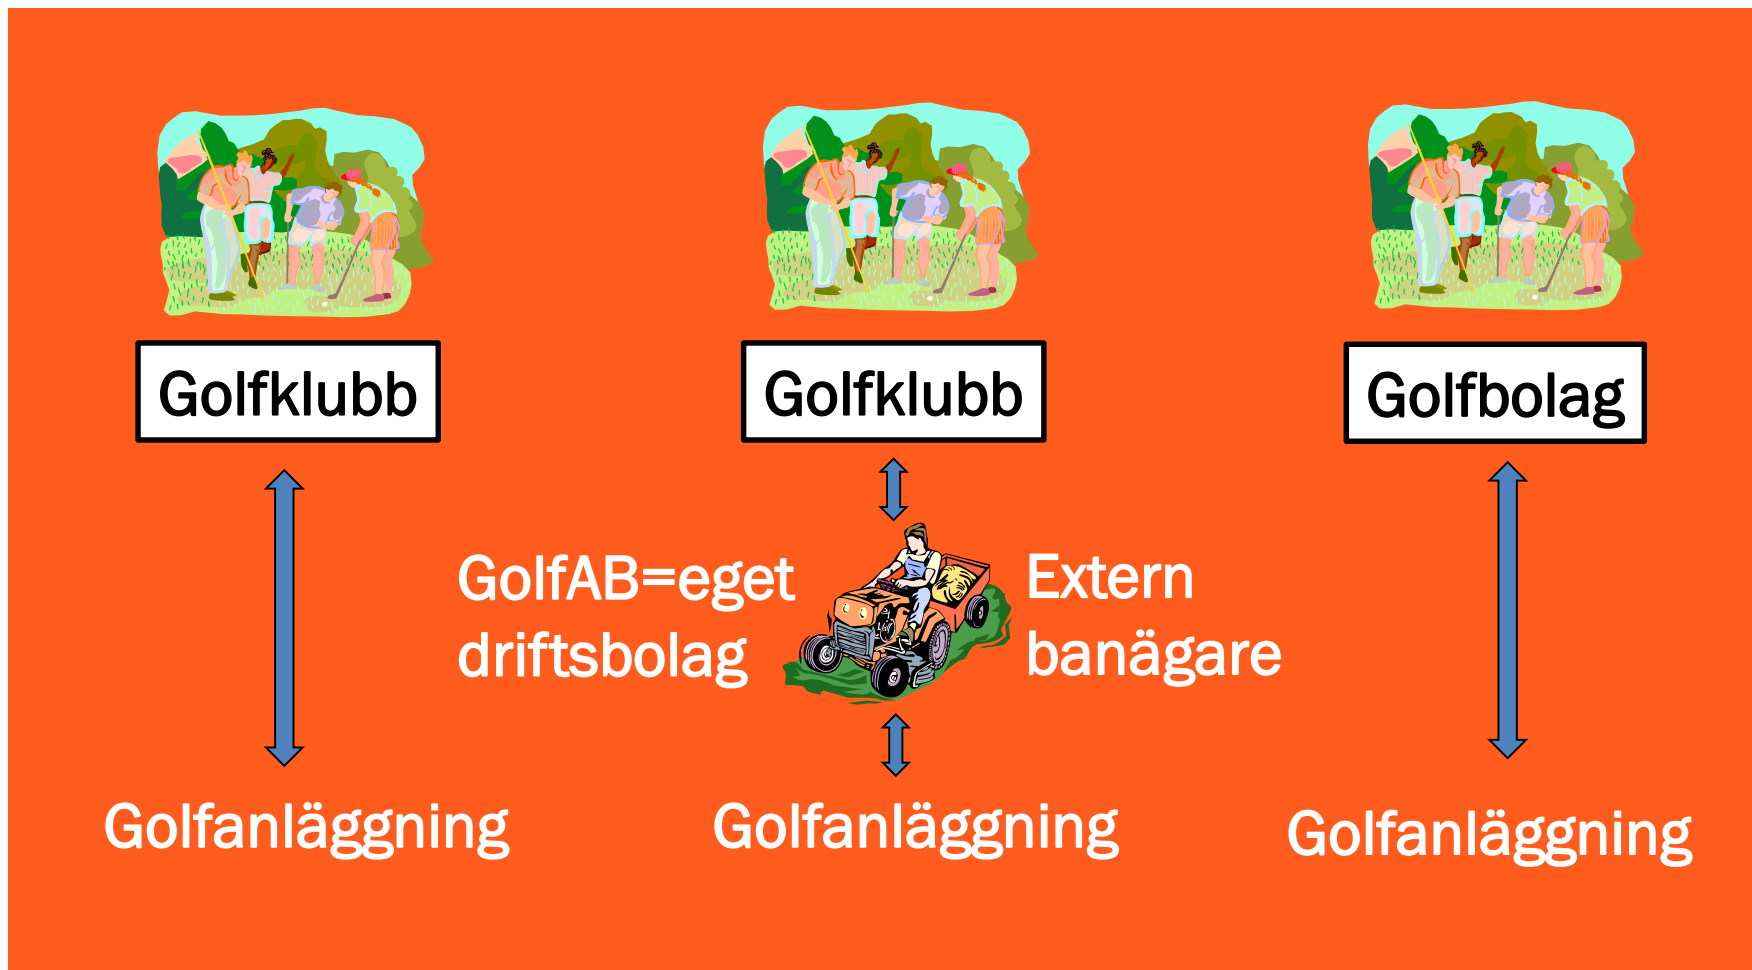 Golfklubb
Golfklubb
Golfbolag
GolfAB=eget
driftsbolag
Extern
banägare
Golfanläggning
Golfanläggning
Golfanläggning